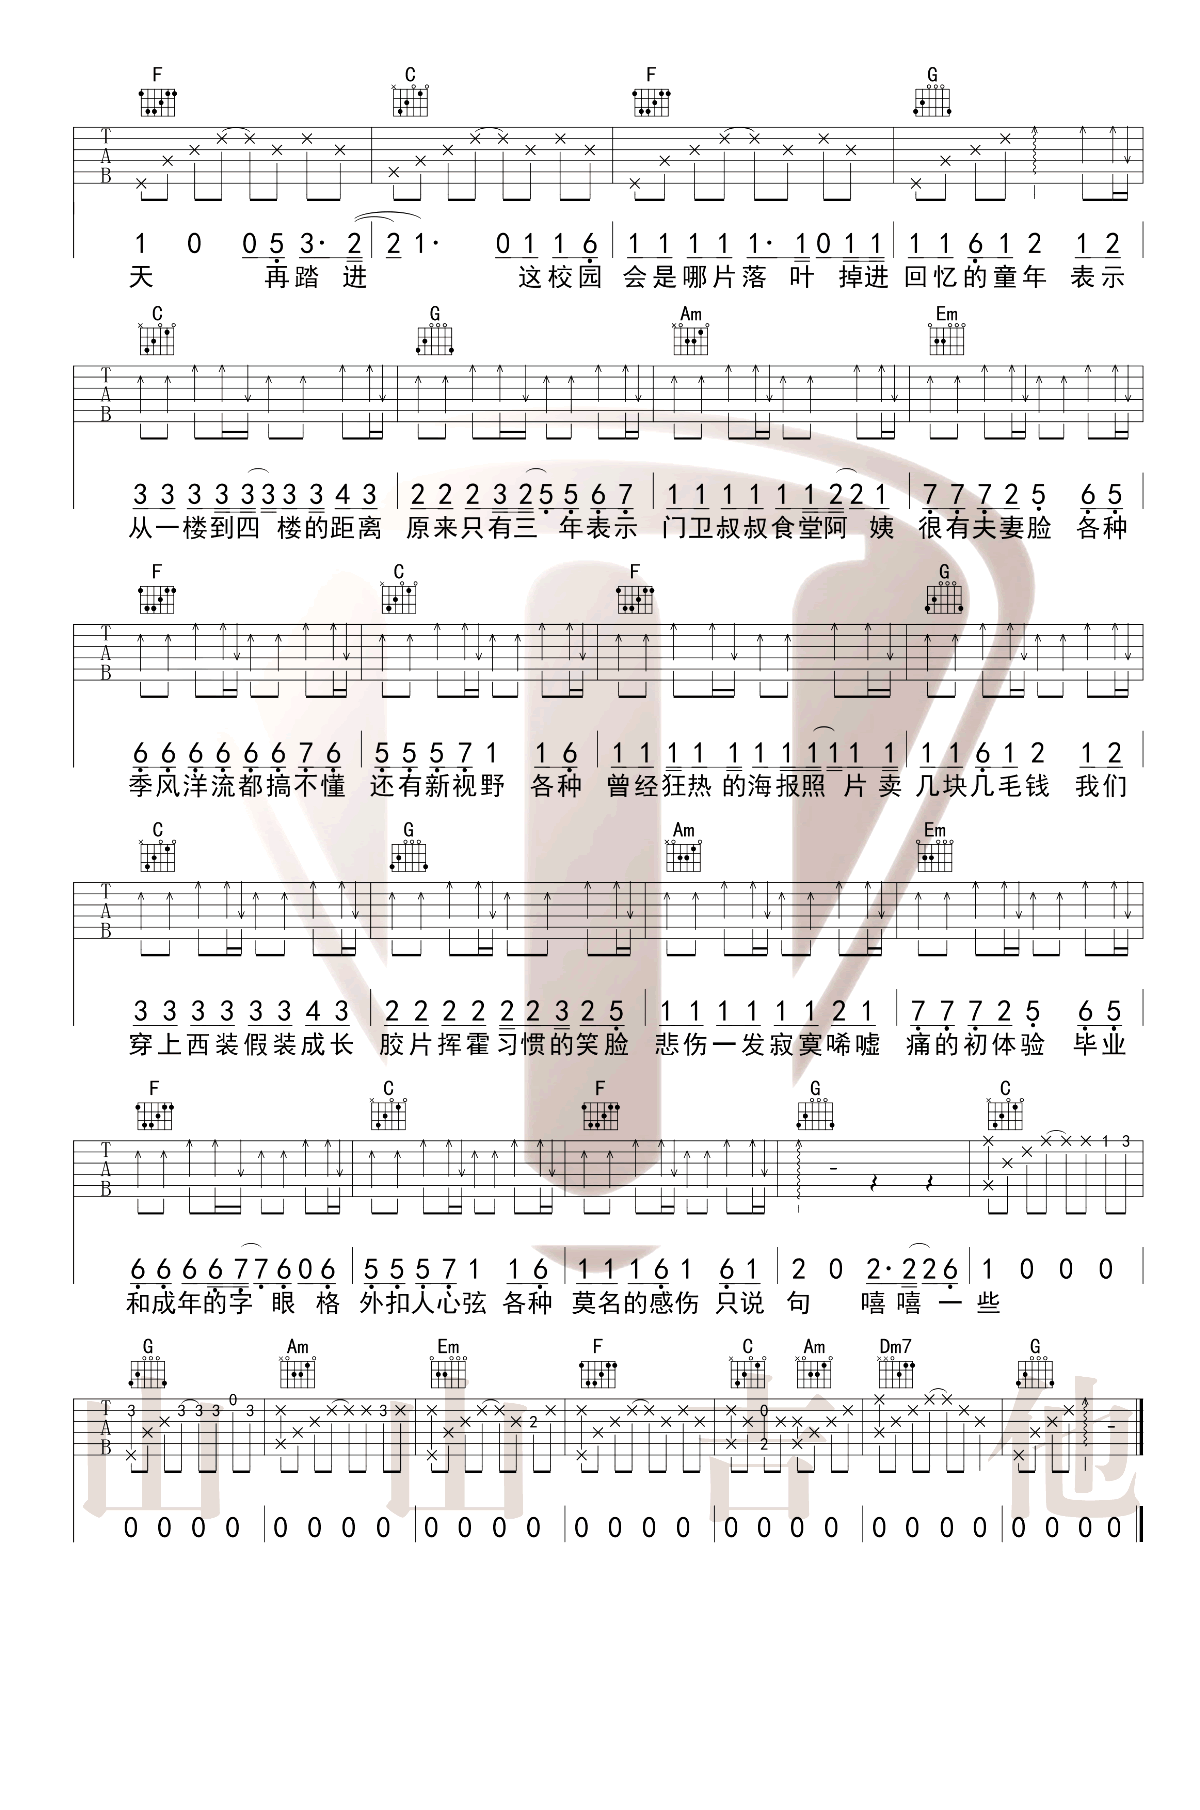 F C F G
T A B
1 0 0 5 3· 2 2 1· 0 1 1 6 1 1 1 1 1· 1 0 1 1 1 1 6 1 2 1 2
天 再踏 进 这校园 会是哪片落 叶 掉进 回忆的童年 表示
C G Am Em
T A B
3 3 3 3 3 3 3 3 4 3 2 2 2 3 2 5 5 6 7 1 1 1 1 1 1 2 2 1 7 7 7 2 5 6 5
从一楼到四 楼的距离 原来只有三 年表示 门卫叔叔食堂阿 姨 很有夫妻脸 各种
F C F G
T A B
6 6 6 6 6 6 7 6 5 5 5 7 1 1 6 1 1 1 1 1 1 1 1 1 1 1 1 1 6 1 2 1 2
季风洋流都搞不懂 还有新视野 各种 曾经狂热的海报照 片卖 几块几毛钱 我们
C G Am Em
T A B
3 3 3 3 3 3 4 3 2 2 2 2 2 2 3 2 5 1 1 1 1 1 1 2 1 7 7 7 2 5 6 5
穿上西装假装成长 胶片挥霍习惯的笑脸 悲伤一发寂寞唏嘘 痛的初体验 毕业
F C F G C
T A B 1 3
6 6 6 6 7 7 6 0 6 5 5 5 7 1 1 6 1 1 1 6 1 6 1 2 0 2· 2 2 6 1 0 0 0
和成年的字 眼 格 外扣人心弦 各种 莫名的感伤 只说 句 嘻嘻一些
G Am Em F C Am Dm7 G
T A B 3 3 3 3 0 3 3 2 0 2
0 0 0 0 0 0 0 0 0 0 0 0 0 0 0 0 0 0 0 0 0 0 0 0 0 0 0 0
山山吉他